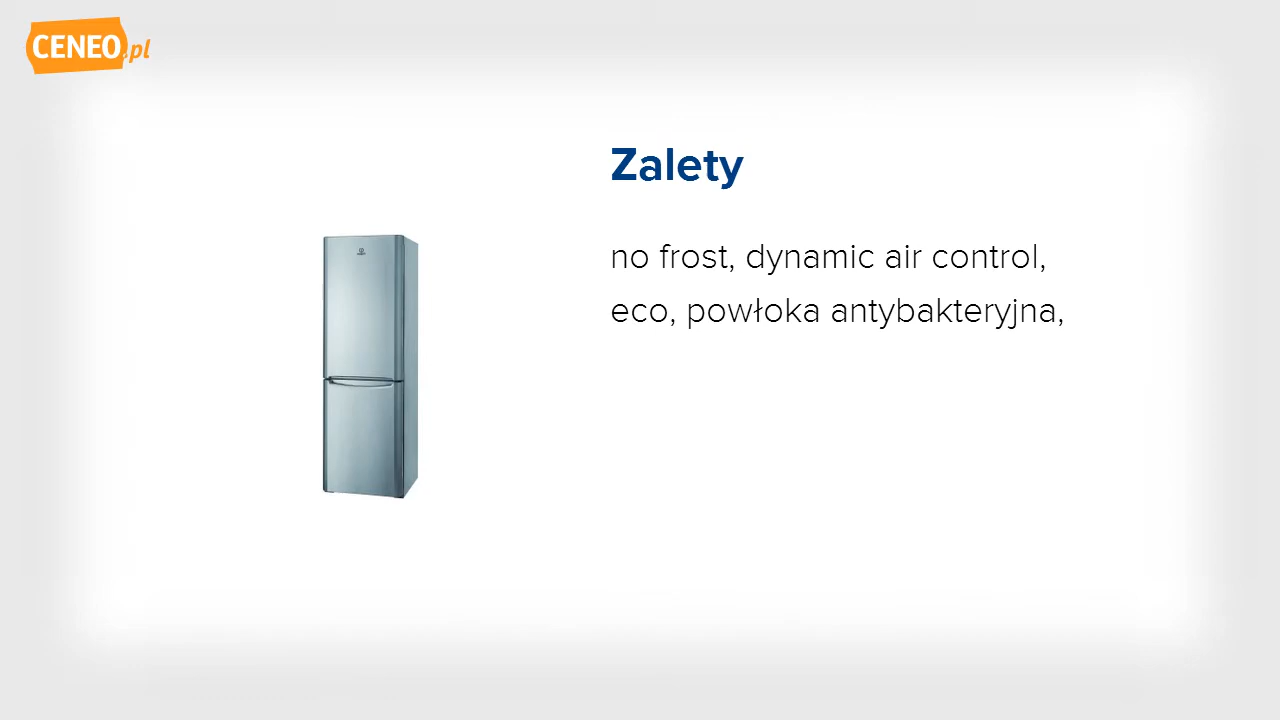 CENEO.pl
Zalety
no frost, dynamic air control,
eco, powłoka antybakteryjna,